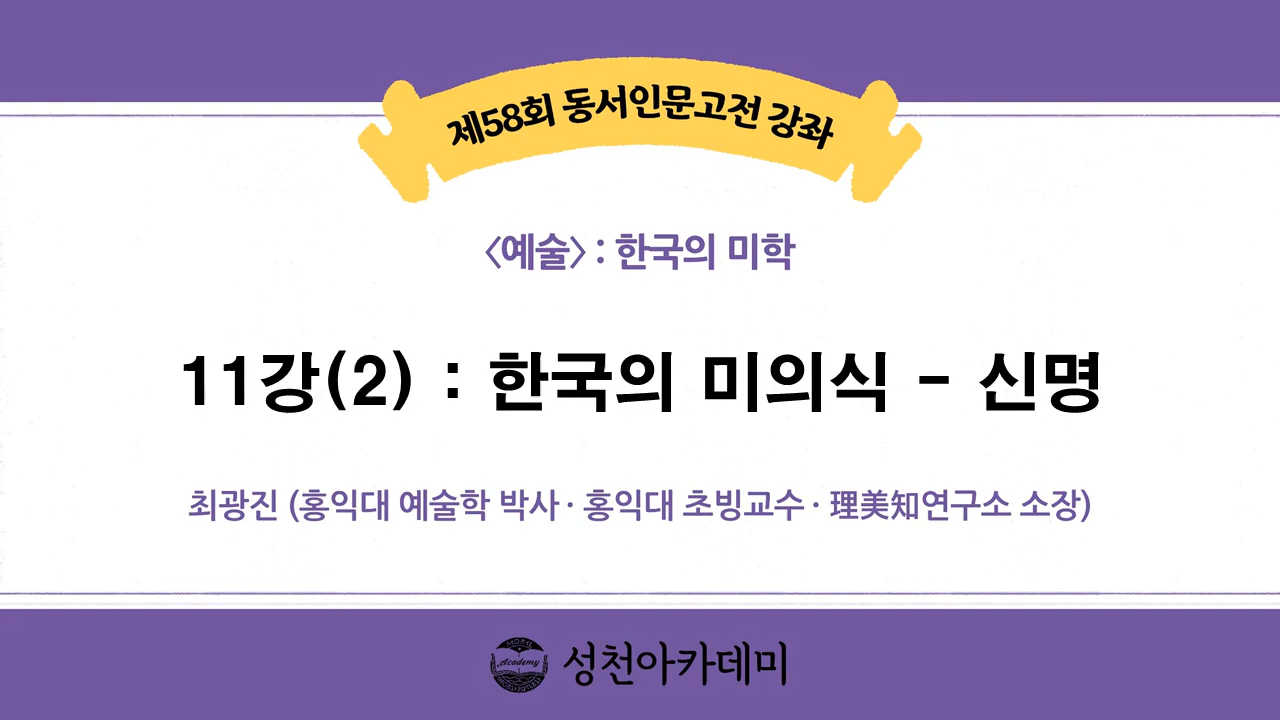 제58회 동서인문고전 강좌
〈예술〉 : 한국의 미학
11강(2) : 한국의 미의식 - 신명
최광진 (홍익대 예술학 박사 · 홍익대 초빙교수 · 理美知연구소 소장)
Academy
성천아카데미